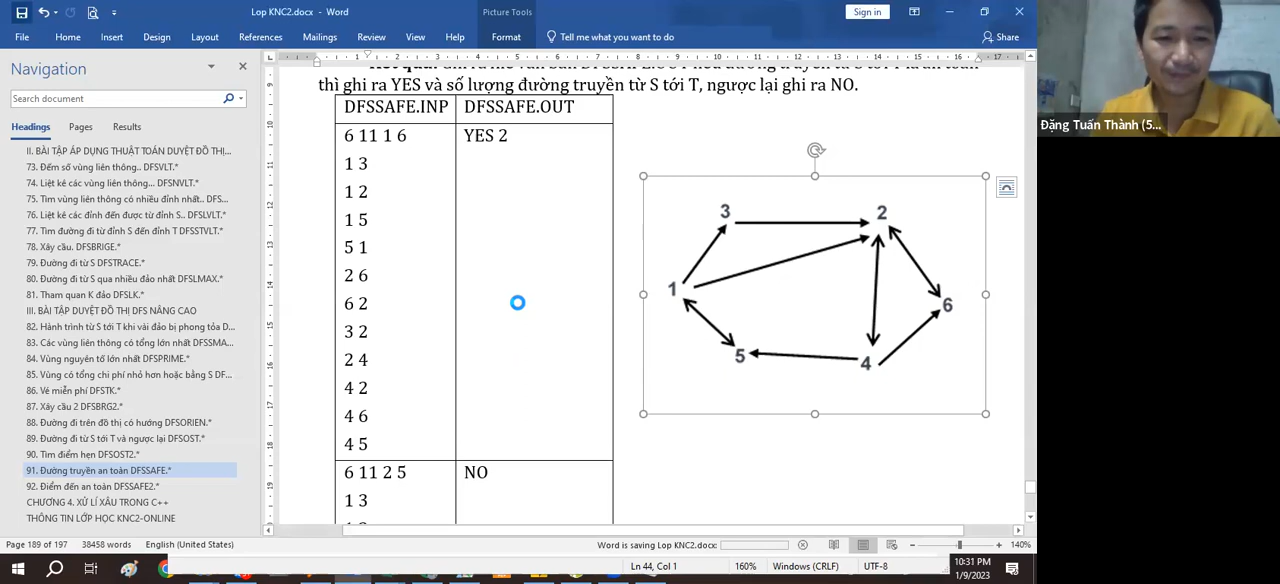 Lop KNC2.docx - Word
Picture Tools
Sign in
File
Home
Insert
Design
Layout
References
Mailings
Review
View
Help
Format
Tell me what you want to do
Share
Navigation
Search document
Headings
Pages
Results
II. BÀI TẬP ÁP DỤNG THUẬT TOÁN DUYỆT ĐỒ THỊ...
73. Đếm số vùng liên thông.. DFSVLT.*
74. Liệt kê các vùng liên thông... DFSNVLT.*
75. Tìm vùng liên thông có nhiều đỉnh nhất.. DFS...
76. Liệt kê các đỉnh đến được từ đỉnh S.. DFSLVLT.*
77. Tìm đường đi từ đỉnh S đến đỉnh T DFSSTVLT.*
78. Xây cầu. DFSBRIGE.*
79. Đường đi từ S DFSTRACE.*
80. Đường đi từ S qua nhiều đảo nhất DFSLMAX.*
81. Tham quan K đảo DFSLK.*
III. BÀI TẬP DUYỆT ĐỒ THỊ DFS NÂNG CAO
82. Hành trình từ S tới T khi vài đảo bị phong tỏa D...
83. Các vùng liên thông có tổng lớn nhất DFSSMA...
84. Vùng nguyên tố lớn nhất DFSPRIME.*
85. Vùng có tổng chi phí nhỏ hơn hoặc bằng S DF...
86. Vé miễn phí DFSTK.*
87. Xây cầu 2 DFSBRG2.*
88. Đường đi trên đồ thị có hướng DFSORIEN.*
89. Đường đi từ S tới T và ngược lại DFSOST.*
90. Tìm điểm hẹn DFSOST2.*
91. Đường truyền an toàn DFSSAFE.*
92. Điểm đến an toàn DFSSAFE2.*
CHƯƠNG 4. XỬ LÍ XÂU TRONG C++
THÔNG TIN LỚP HỌC KNC2-ONLINE
thì ghi ra YES và số lượng đường truyền từ S tới T, ngược lại ghi ra NO.
DFSSAFE.INP DFSSAFE.OUT
6 11 1 6 YES 2
1 3
1 2
1 5
5 1
2 6
6 2
3 2
2 4
4 2
4 6
4 5
6 11 2 5 NO
1 3
3
2
1
6
5
4
Đặng Tuấn Thành (5...
Page 189 of 197
38458 words
English (United States)
Word is saving Lop KNC2.docx:
140%
Ln 44, Col 1
160%
Windows (CRLF)
UTF-8
10:31 PM
1/9/2023